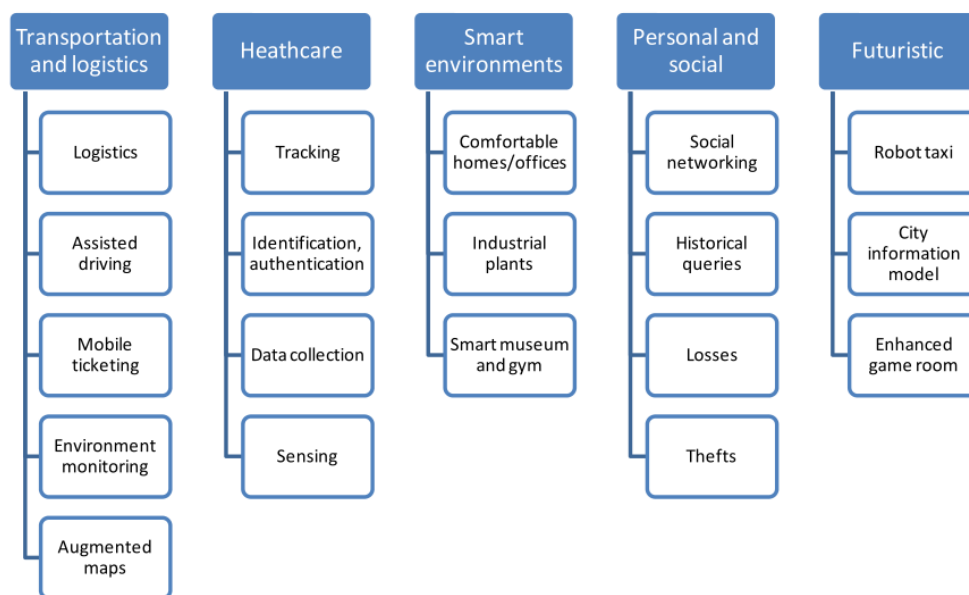 Transportation
and logistics
Logistics
Assisted
driving
Mobile
ticketing
Environment
monitoring
Augmented
maps
Heathcare
Tracking
Identification,
authentication
Data collection
Sensing
Smart
environments
Comfortable
homes/offices
Industrial
plants
Smart museum
and gym
Personal and
social
Social
networking
Historical
queries
Losses
Thefts
Futuristic
Robot taxi
City
information
model
Enhanced
game room